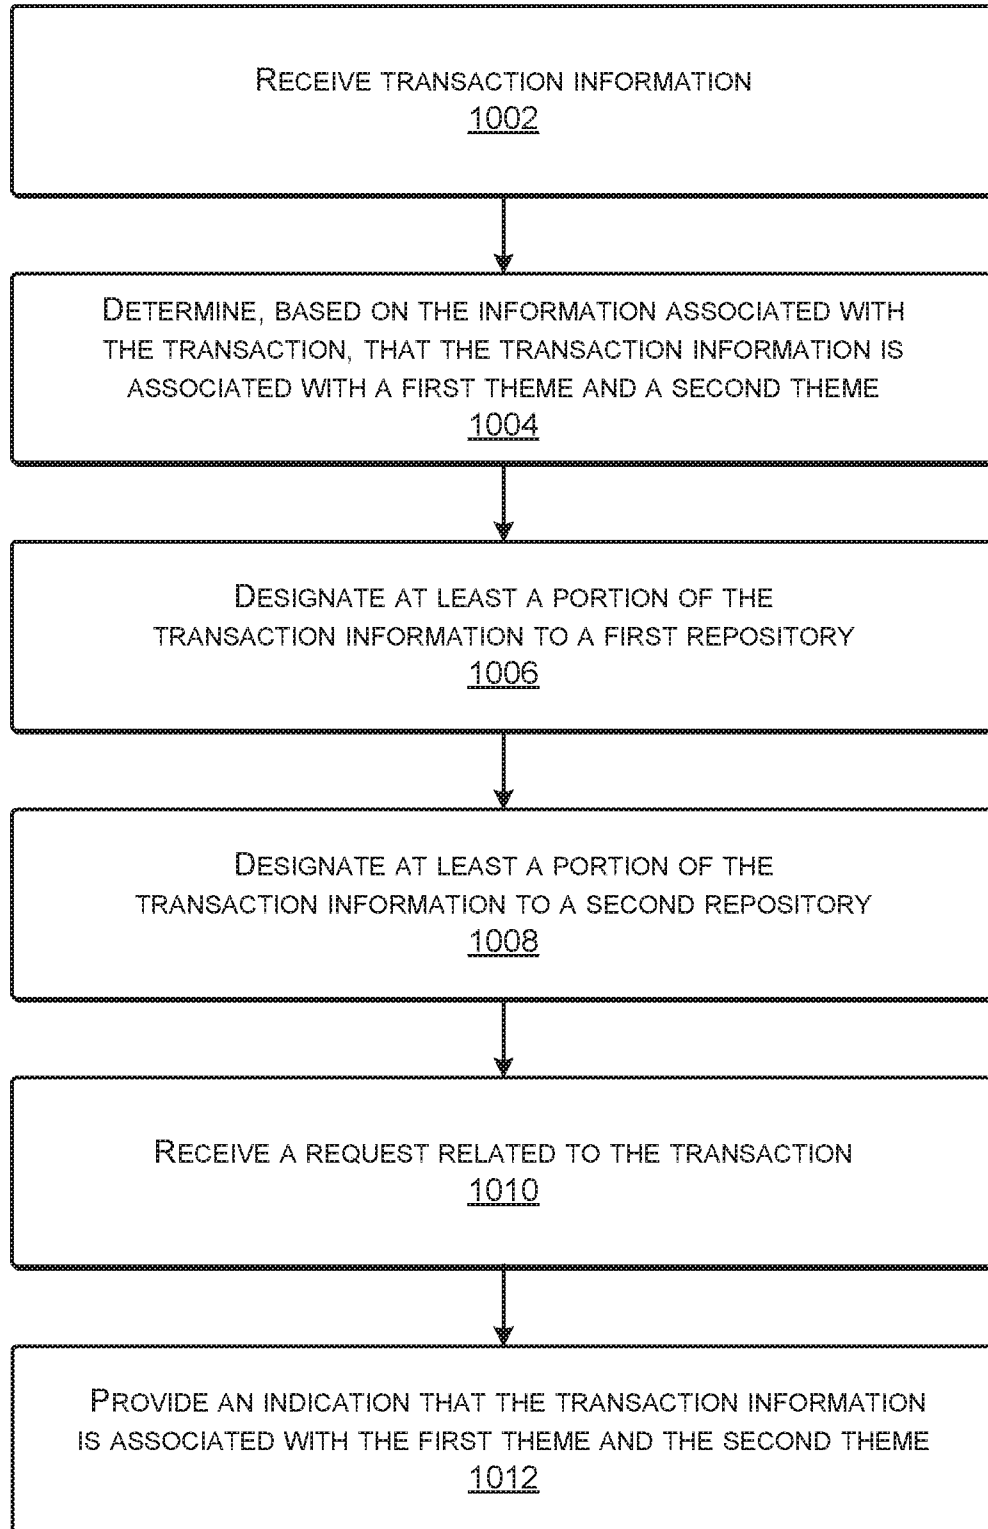 RECEIVE TRANSACTION INFORMATION
1002
DETERMINE, BASED ON THE INFORMATION ASSOCIATED WITH
THE TRANSACTION, THAT THE TRANSACTION INFORMATION IS
ASSOCIATED WITH A FIRST THEME AND A SECOND THEME
1004
DESIGNATE AT LEAST A PORTION OF THE
TRANSACTION INFORMATION TO A FIRST REPOSITORY
1006
DESIGNATE AT LEAST A PORTION OF THE
TRANSACTION INFORMATION TO A SECOND REPOSITORY
1008
RECEIVE A REQUEST RELATED TO THE TRANSACTION
1010
PROVIDE AN INDICATION THAT THE TRANSACTION INFORMATION
IS ASSOCIATED WITH THE FIRST THEME AND THE SECOND THEME
1012